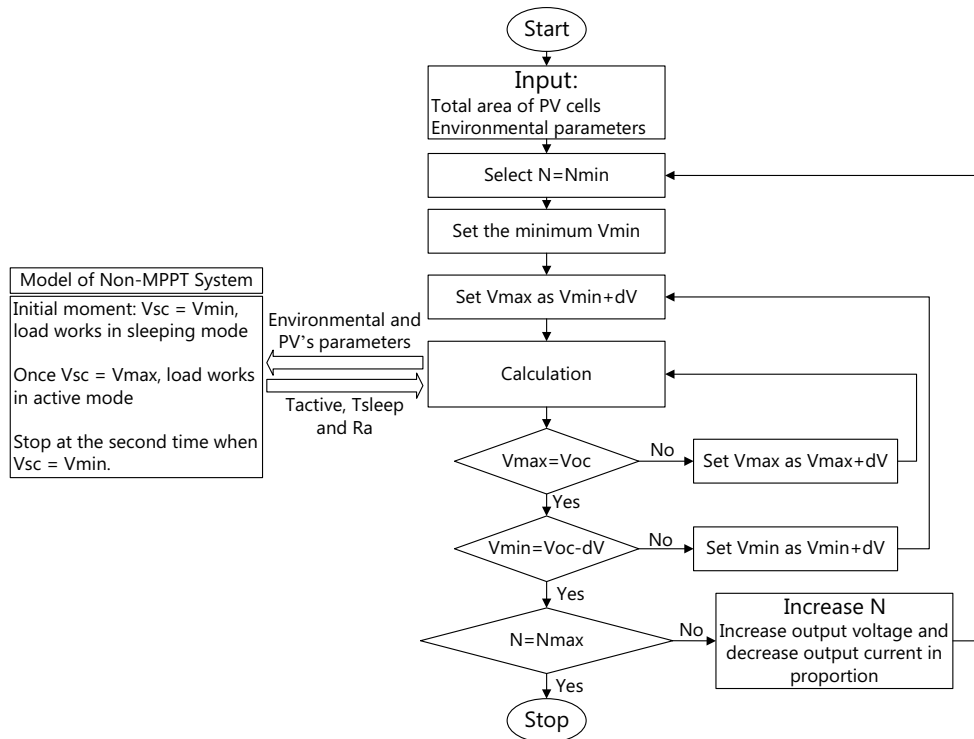 Start
Input:
Total area of PV cells
Environmental parameters
Select N=Nmin
Set the minimum Vmin
Set Vmax as Vmin+dV
Model of Non-MPPT System
Initial moment: Vsc = Vmin,
load works in sleeping mode
Once Vsc = Vmax, load works
in active mode
Stop at the second time when
Vsc = Vmin.
Environmental and
PV's parameters
Tactive, Tsleep
and Ra
Calculation
Vmax=Voc
No
Set Vmax as Vmax+dV
Yes
Vmin=Voc-dV
No
Set Vmin as Vmin+dV
Yes
N=Nmax
No
Increase N
Increase output voltage and
decrease output current in
proportion
Yes
Stop